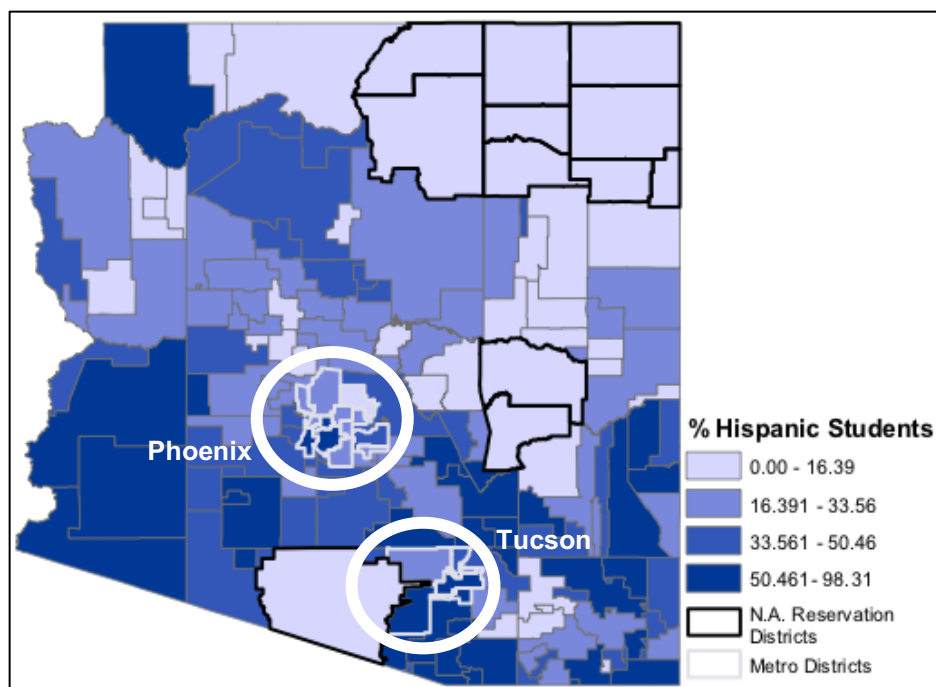 Phoenix
Tucson
% Hispanic Students
0.00 - 16.39
16.391 - 33.56
33.561 - 50.46
50.461- 98.31
N.A. Reservation
Districts
Metro Districts